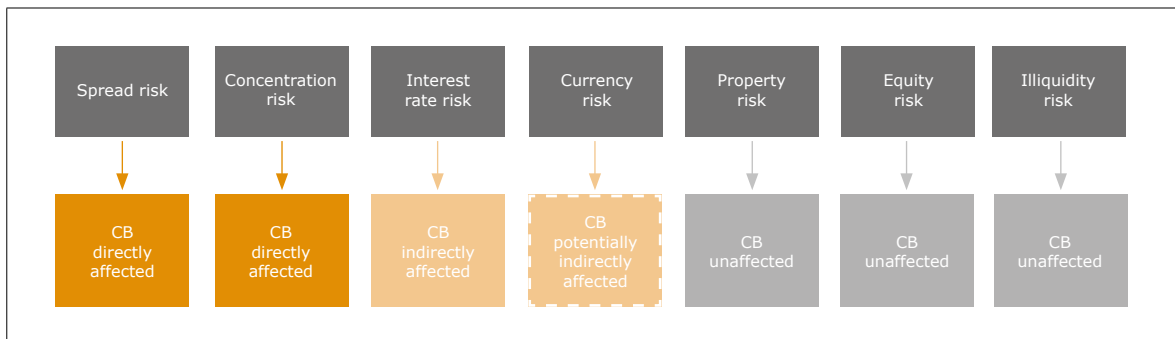 Spread risk
Concentration
risk
Interest
rate risk
Currency
risk
Property
risk
Equity
risk
Illiquidity
risk
CB
directly
affected
CB
directly
affected
CB
indirectly
affected
CB
potentially
indirectly
affected
CB
unaffected
CB
unaffected
CB
unaffected